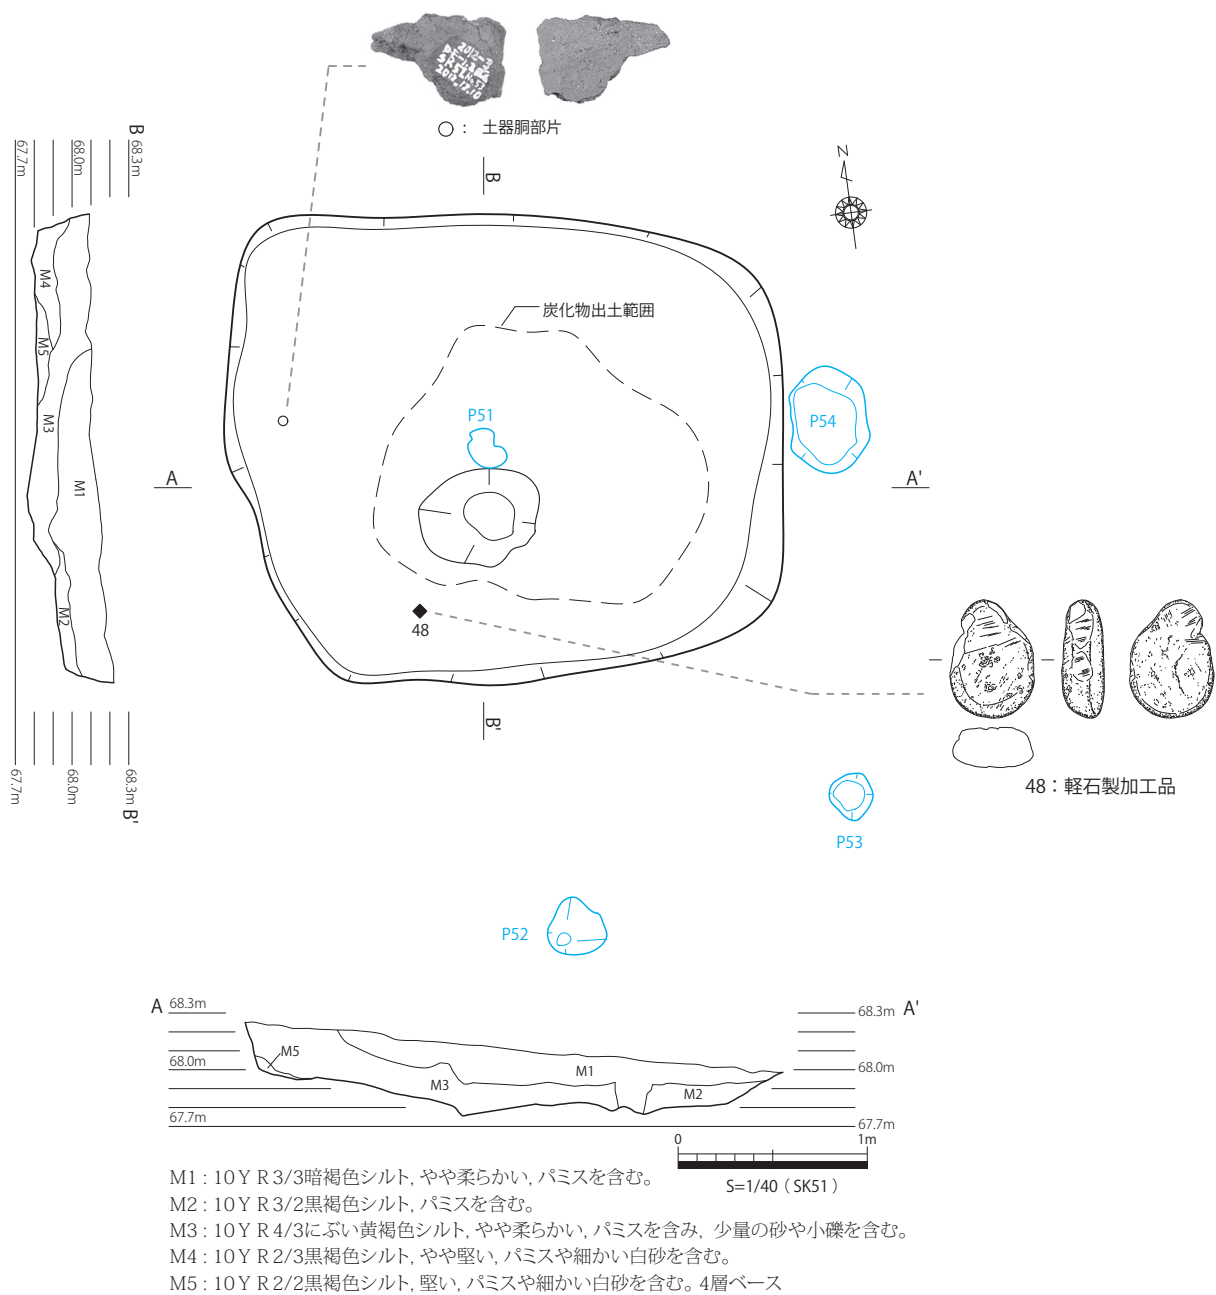 2012-3
2012.12.10
○ : 土器胴部片
B
68.3m
68.0m
67.7m
B
N
M4
M5
M3
M1
M2
炭化物出土範囲
P51
P54
A
A'
48
B'
67.7m
68.0m
68.3m
B'
48：軽石製加工品
P53
P52
A
68.3m
68.3m
A'
M5
68.0m
M1
68.0m
M3
M2
67.7m
67.7m
0
1m
S=1/40 ( SK51 )
M1 : 10ＹＲ3/3暗褐色シルト, やや柔らかい, パミスを含む。
M2 : 10ＹＲ3/2黒褐色シルト, パミスを含む。
M3 : 10ＹＲ4/3にぶい黄褐色シルト, やや柔らかい, パミスを含み, 少量の砂や小礫を含む。
M4 : 10ＹＲ2/3黒褐色シルト, やや堅い, パミスや細かい白砂を含む。
M5 : 10ＹＲ2/2黒褐色シルト, 堅い, パミスや細かい白砂を含む。4層ベース